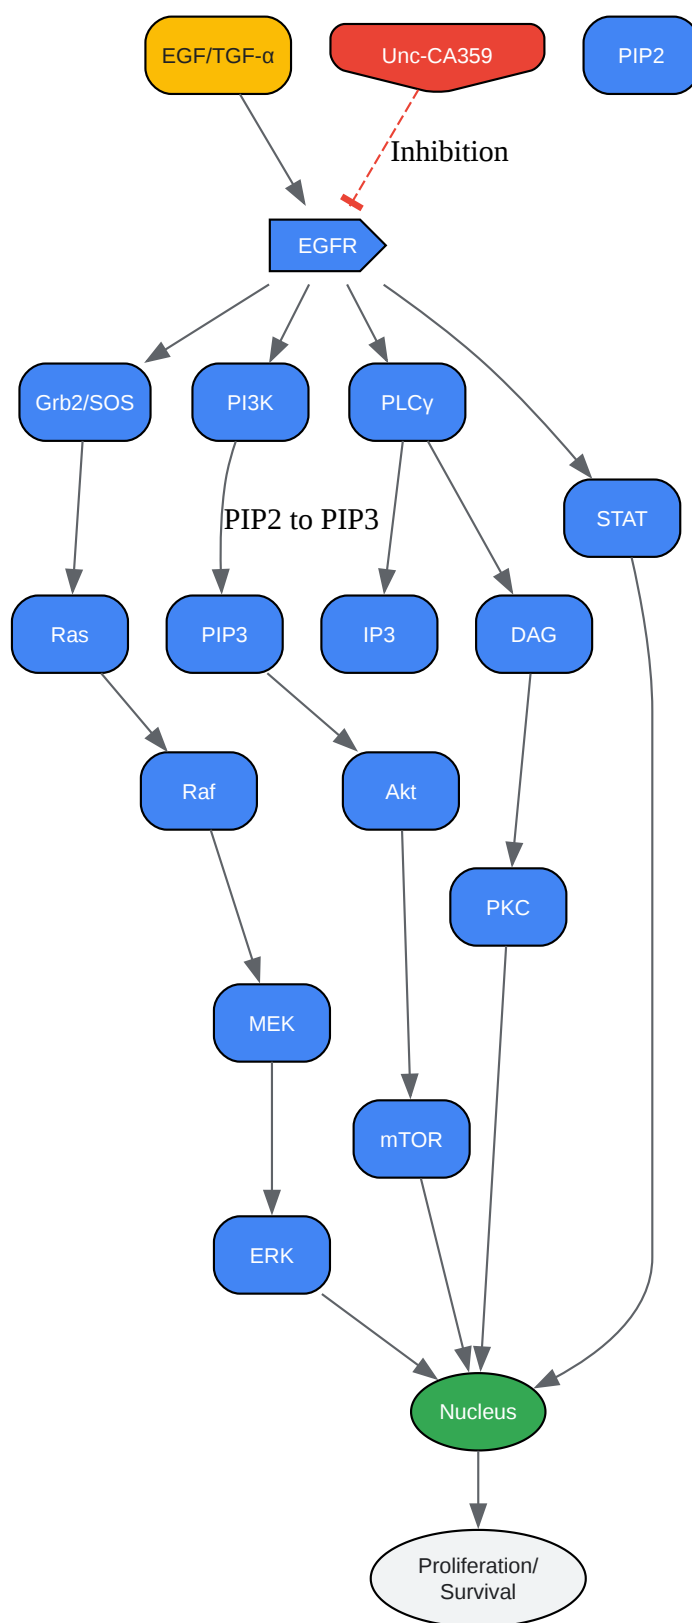 EGF/TGF-α
Unc-CA359
PIP2
Inhibition
EGFR
Grb2/SOS
PI3K
PLCγ
STAT
PIP2 to PIP3
Ras
PIP3
IP3
DAG
Raf
Akt
PKC
MEK
mTOR
ERK
Nucleus
Proliferation/
Survival